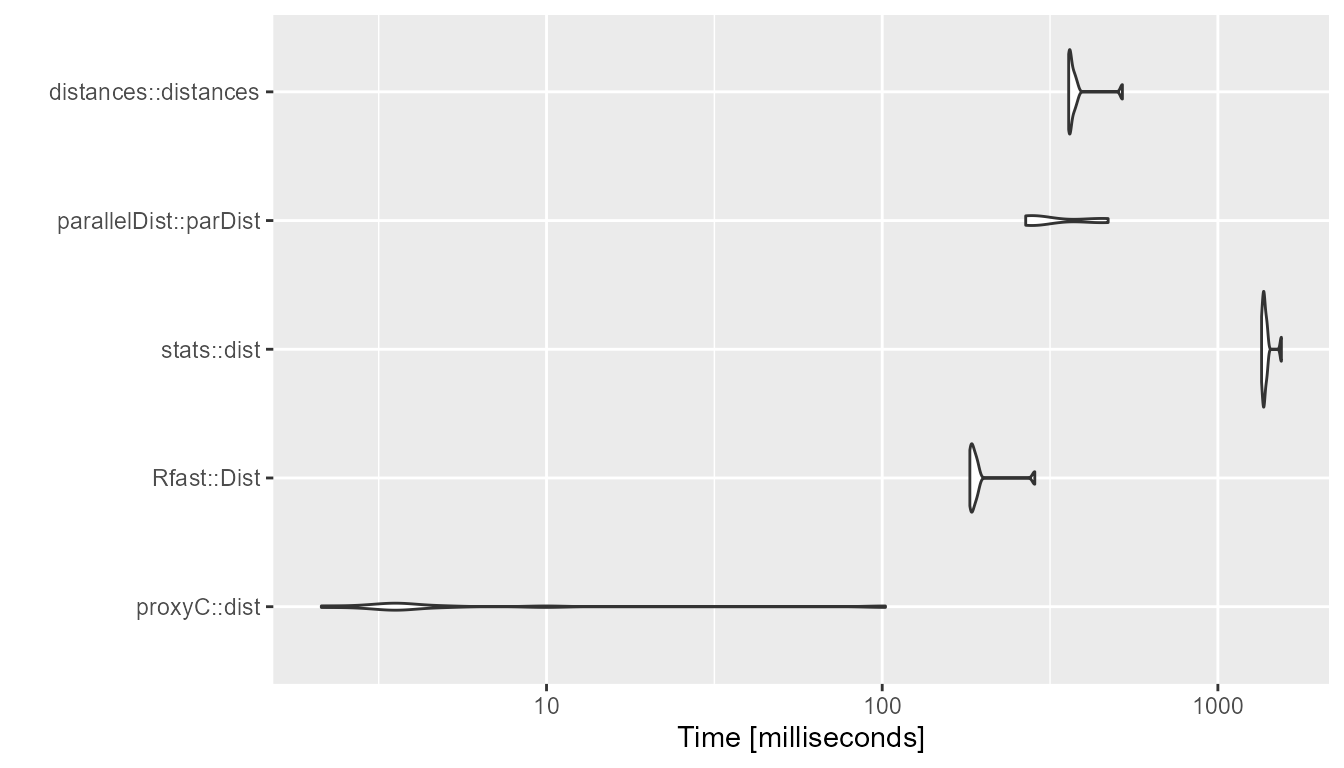 distances::distances
parallelDist::parDist
stats::dist
Rfast::Dist
proxyC::dist
10 100 1000
Time [milliseconds]